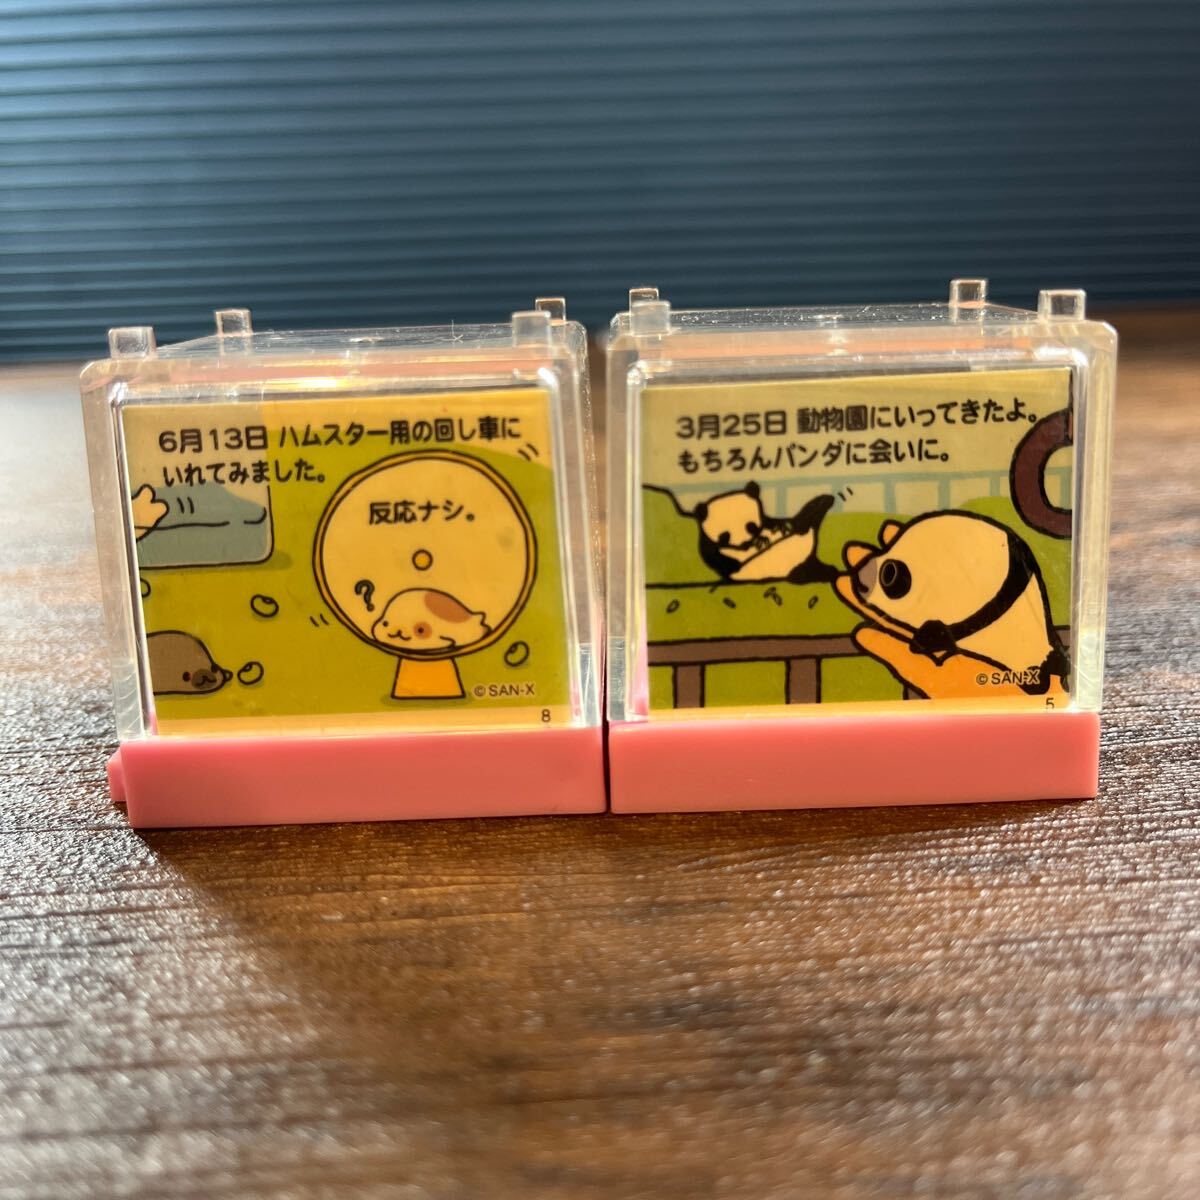 6月13日 ハムスター用の回し車に
いれてみました。
反応ナシ。
?
©SAN-X
8
3月25日 動物園にいってきたよ。
もちろんパンダに会いに。
©SAN-X
5